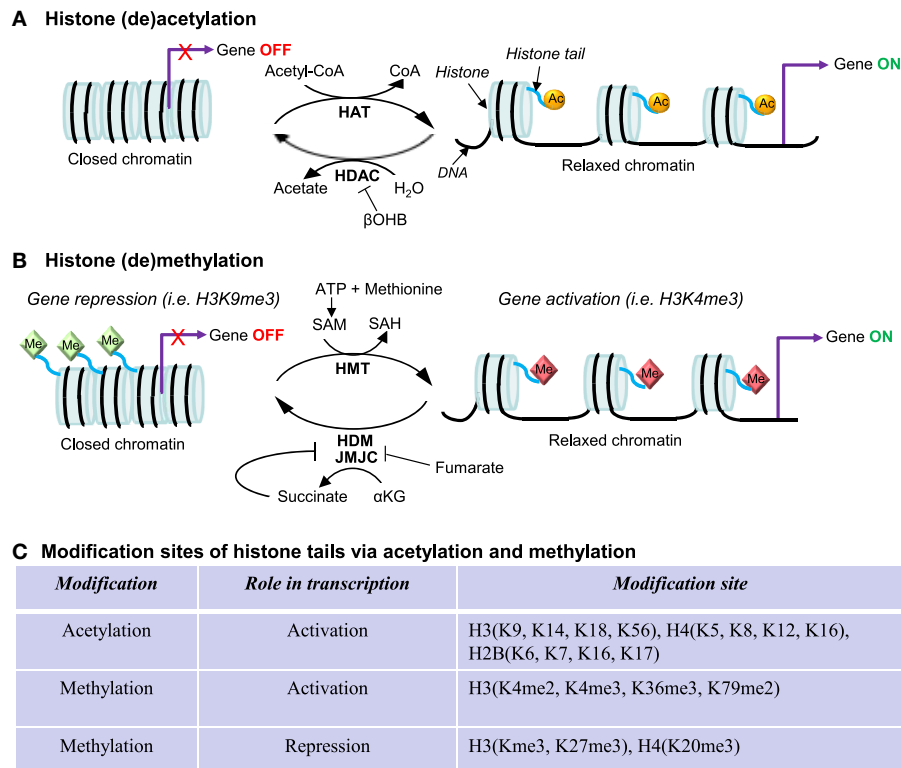 A Histone (de)acetylation
Gene OFF
Closed chromatin
Acetyl-CoA
CoA
HAT
HDAC
Acetate
H2O
βOHB
Histone
Histone tail
Ac
Ac
Ac
DNA
Relaxed chromatin
Gene ON
B Histone (de)methylation
Gene repression (i.e. H3K9me3)
Me
Me
Me
Gene OFF
Closed chromatin
ATP + Methionine
SAM
SAH
HMT
HDM
JMJC
Fumarate
Succinate
αKG
Gene activation (i.e. H3K4me3)
Me
Me
Me
Gene ON
Relaxed chromatin
C Modification sites of histone tails via acetylation and methylation
Modification Role in transcription Modification site
Acetylation Activation H3(K9, K14, K18, K56), H4(K5, K8, K12, K16),
H2B(K6, K7, K16, K17)
Methylation Activation H3(K4me2, K4me3, K36me3, K79me2)
Methylation Repression H3(Kme3, K27me3), H4(K20me3)